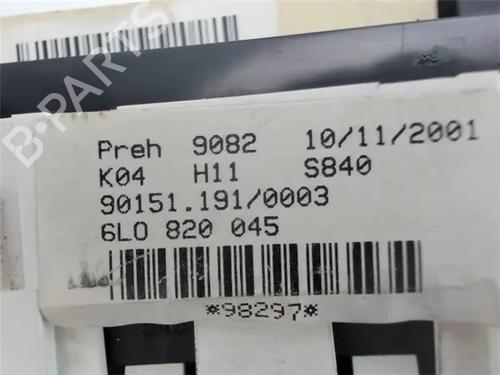 B-PARTS
Preh 9082 10/11/2001
K04 H11 S840
90151.191/0003
6L0 820 045
*98297*